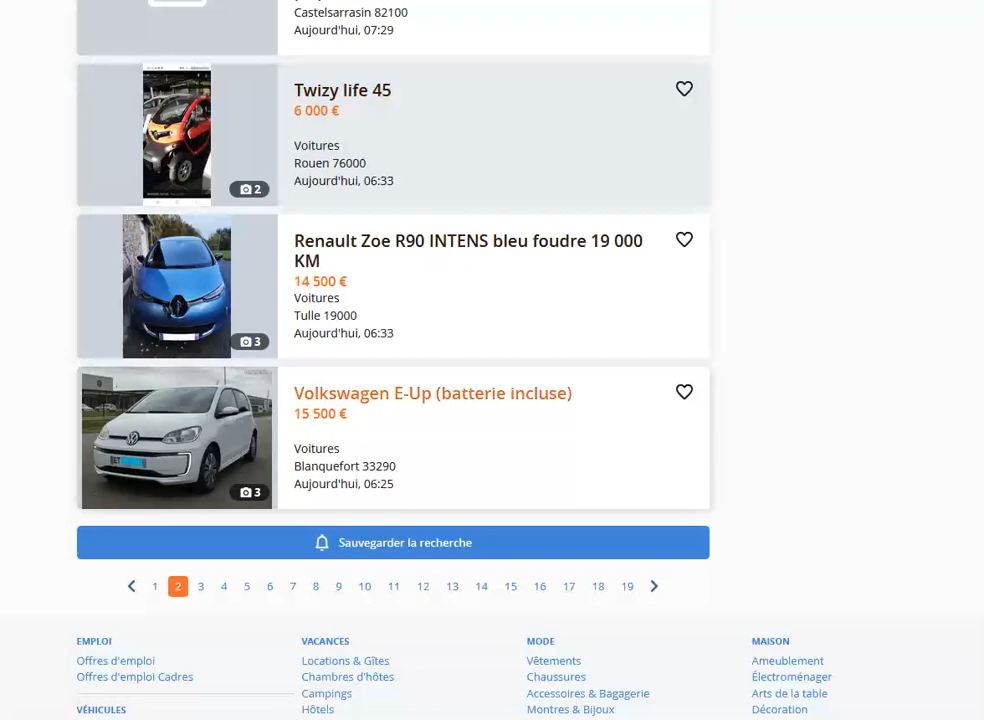 Castelsarrasin 82100
Aujourd'hui, 07:29
Twizy life 45
6 000 €
Voitures
Rouen 76000
Aujourd'hui, 06:33
2
Renault Zoe R90 INTENS bleu foudre 19 000
KM
14 500 €
Voitures
Tulle 19000
Aujourd'hui, 06:33
3
Volkswagen E-Up (batterie incluse)
15 500 €
Voitures
Blanquefort 33290
Aujourd'hui, 06:25
ET
3
Sauvegarder la recherche
1 2 3 4 5 6 7 8 9 10 11 12 13 14 15 16 17 18 19
EMPLOI
Offres d'emploi
Offres d'emploi Cadres
VÉHICULES
VACANCES
Locations & Gîtes
Chambres d'hôtes
Campings
Hôtels
MODE
Vêtements
Chaussures
Accessoires & Bagagerie
Montres & Bijoux
MAISON
Ameublement
Électroménager
Arts de la table
Décoration